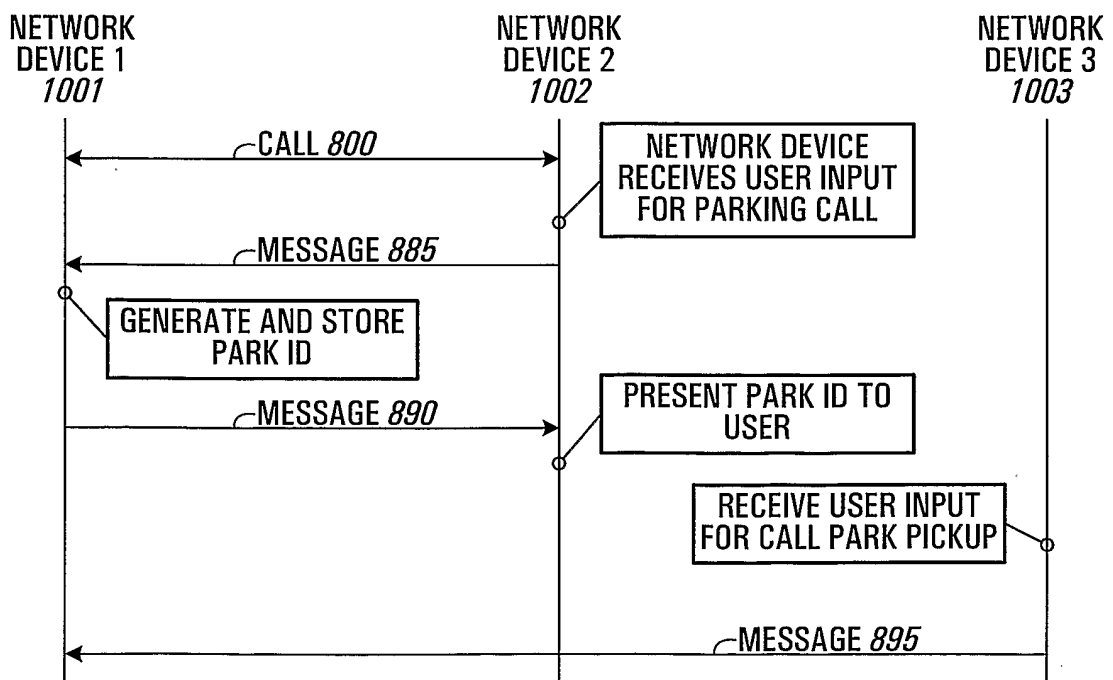 NETWORK
DEVICE 1
1001
NETWORK
DEVICE 2
1002
NETWORK
DEVICE 3
1003
CALL 800
NETWORK DEVICE
RECEIVES USER INPUT
FOR PARKING CALL
MESSAGE 885
GENERATE AND STORE
PARK ID
MESSAGE 890
PRESENT PARK ID TO
USER
RECEIVE USER INPUT
FOR CALL PARK PICKUP
MESSAGE 895